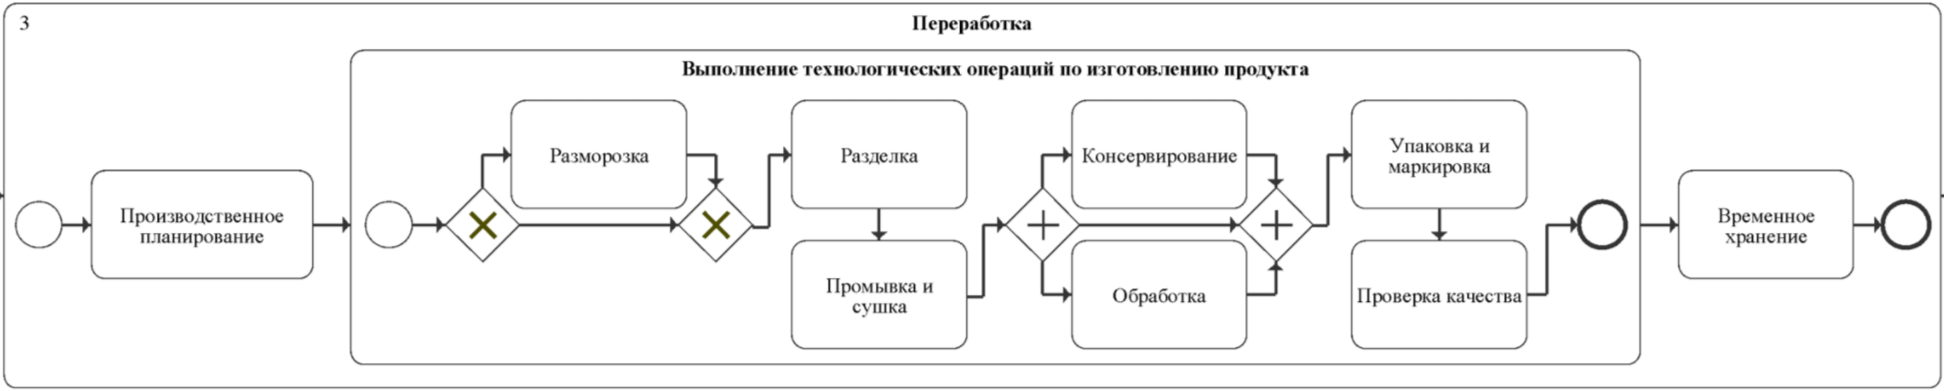 3
Переработка
Выполнение технологических операций по изготовлению продукта
Производственное
планирование
Разморозка
Разделка
Промывка и
сушка
Консервирование
Обработка
Упаковка и
маркировка
Проверка качества
Временное
хранение